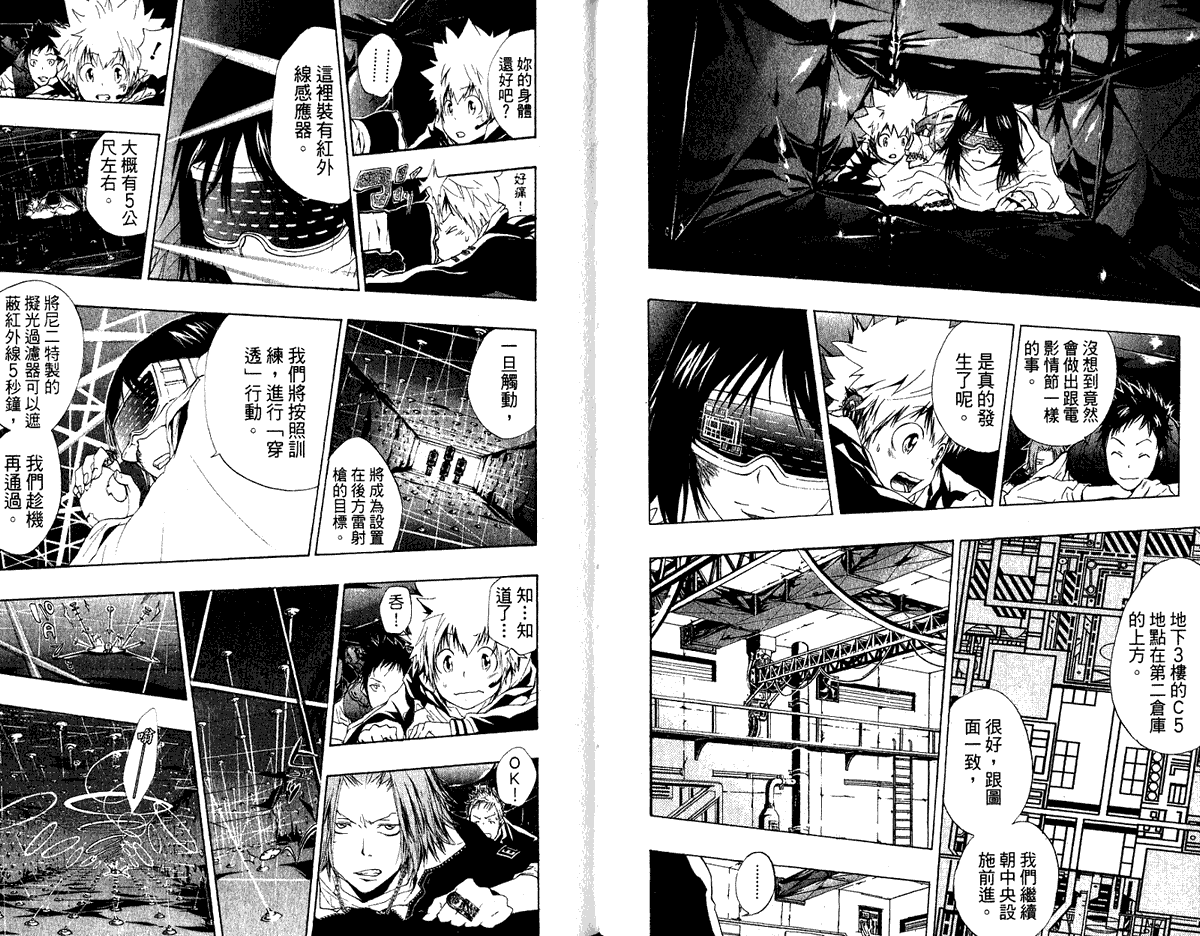 沒想到竟然
會做出跟電
影情節一樣
的事。
是真的發
生了呢。
地下3樓的C5
地點在第二倉庫
的上方。
很好，跟圖
面一致，
我們繼續
朝中央設
施前進。
………
妳的身體
還好吧？
………
好痛！
這裡裝有紅外
線感應器。
！
大概有5公
尺左右。
一旦觸動，
將成為設置
在後方雷射
槍的目標。
我們將按照訓
練，進行「穿
透」行動。
將尼二特製的
擬光過濾器可以遮
蔽紅外線5秒鐘，
我們趁機
再通過。
知…知
道了…
呑！
OK！